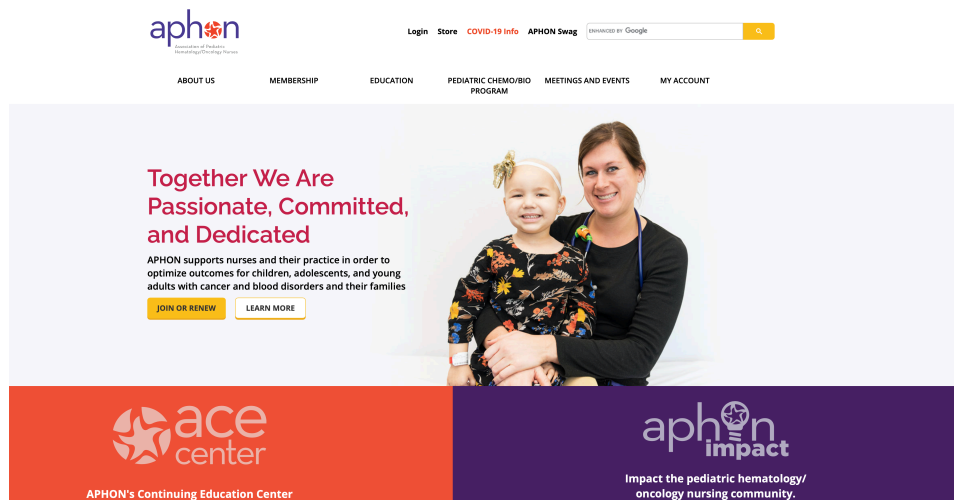 aphon
Association of Pediatric
Hematology/Oncology Nurses
Login Store COVID-19 Info APHON Swag
ENHANCED BY Google
ABOUT US MEMBERSHIP EDUCATION PEDIATRIC CHEMO/BIO PROGRAM MEETINGS AND EVENTS MY ACCOUNT
Together We Are
Passionate, Committed,
and Dedicated
APHON supports nurses and their practice in order to
optimize outcomes for children, adolescents, and young
adults with cancer and blood disorders and their families
JOIN OR RENEW LEARN MORE
ace
center
APHON's Continuing Education Center
aphon
impact
Impact the pediatric hematology/
oncology nursing community.